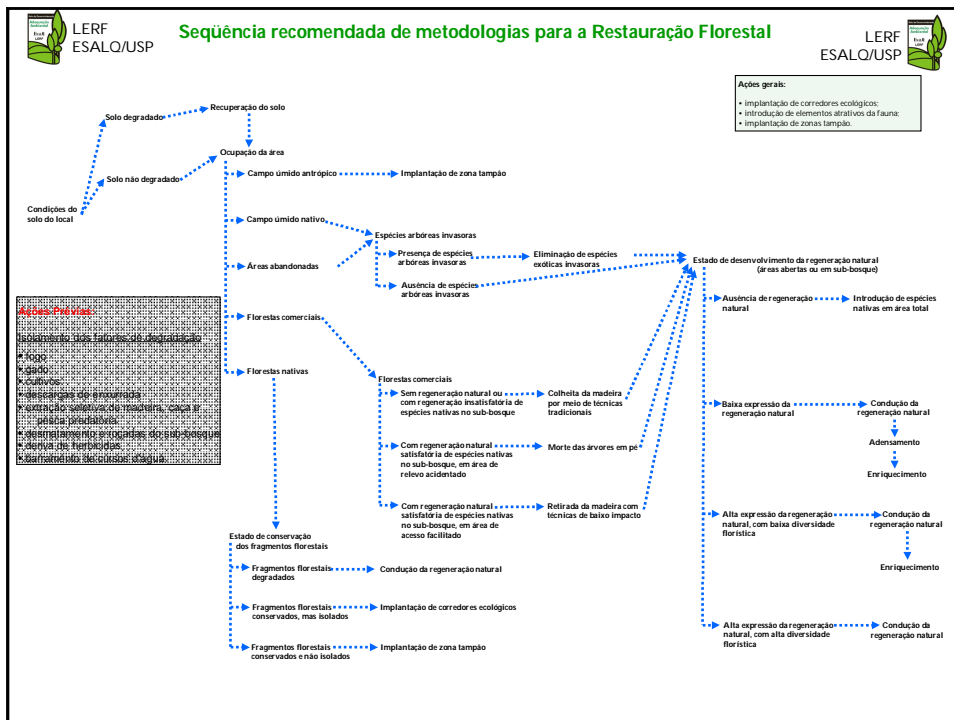 LERF
ESALQ/USP
Seqüência recomendada de metodologias para a Restauração Florestal
LERF
ESALQ/USP
Ações gerais:
• implantação de corredores ecológicos;
• introdução de elementos atrativos da fauna;
• implantação de zonas tampão.
Condições do
solo do local
Solo degradado
Recuperação do solo
Solo não degradado
Ocupação da área
Campo úmido antrópico
Implantação de zona tampão
Campo úmido nativo
Áreas abandonadas
Florestas comerciais
Florestas nativas
Espécies arbóreas invasoras
Presença de espécies
arbóreas invasoras
Eliminação de espécies
exóticas invasoras
Ausência de espécies
arbóreas invasoras
Ações Prévias:
Isolamento dos fatores de degradação
• fogo
• gado
• cultivos
• descargas de enxurrada
• extração seletiva de madeira, caça e
pesca predatória
• desmatamento e roçadas do sub-bosque
• deriva de herbicidas
• barramento de cursos d'água
Florestas comerciais
Sem regeneração natural ou
com regeneração insatisfatória de
espécies nativas no sub-bosque
Colheita da madeira
por meio de técnicas
tradicionais
Com regeneração natural
satisfatória de espécies nativas
no sub-bosque, em área de
relevo acidentado
Morte das árvores em pé
Com regeneração natural
satisfatória de espécies nativas
no sub-bosque, em área de
acesso facilitado
Retirada da madeira com
técnicas de baixo impacto
Estado de conservação
dos fragmentos florestais
Fragmentos florestais
degradados
Condução da regeneração natural
Fragmentos florestais
conservados, mas isolados
Implantação de corredores ecológicos
Fragmentos florestais
conservados e não isolados
Implantação de zona tampão
Estado de desenvolvimento da regeneração natural
(áreas abertas ou em sub-bosque)
Ausência de regeneração
natural
Introdução de espécies
nativas em área total
Baixa expressão da
regeneração natural
Condução da
regeneração natural
Adensamento
Enriquecimento
Alta expressão da regeneração
natural, com baixa diversidade
florística
Condução da
regeneração natural
Enriquecimento
Alta expressão da regeneração
natural, com alta diversidade
florística
Condução da
regeneração natural